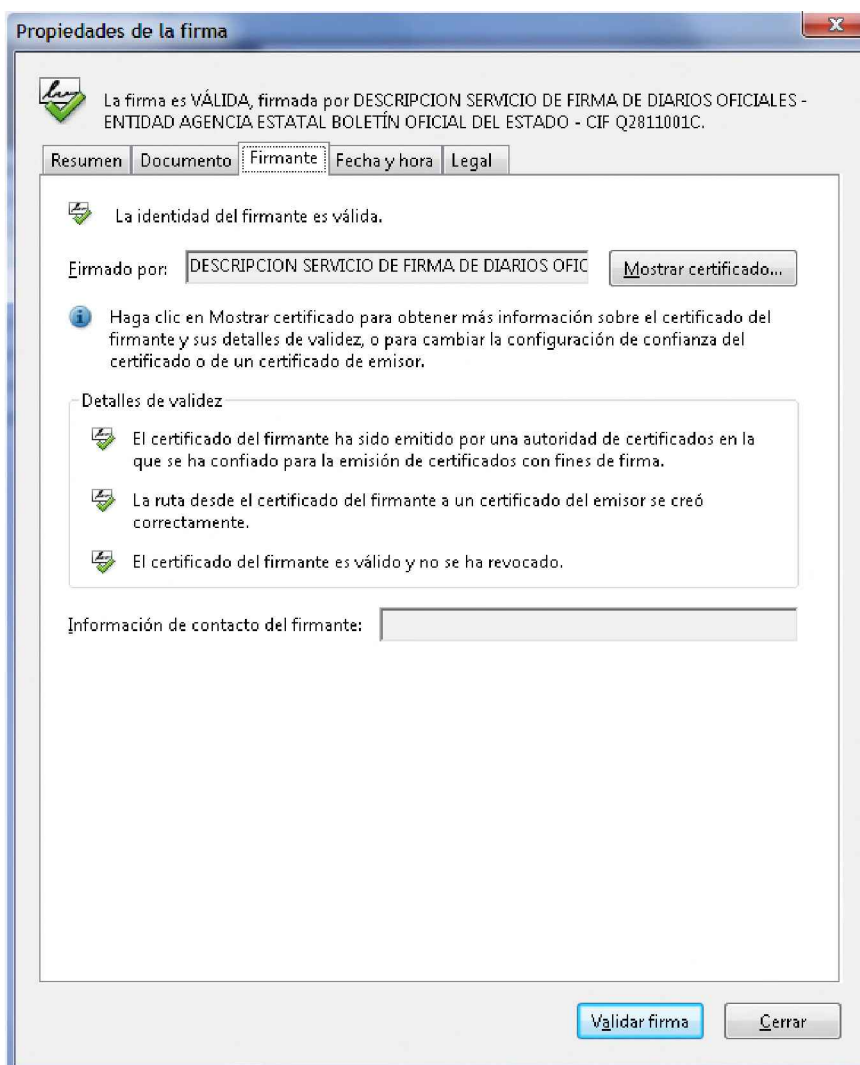 Propiedades de la firma
La firma es VÁLIDA, firmada por DESCRIPCION SERVICIO DE FIRMA DE DIARIOS OFICIALES -
ENTIDAD AGENCIA ESTATAL BOLETÍN OFICIAL DEL ESTADO - CIF Q2811001C.
Resumen Documento Firmante Fecha y hora Legal
La identidad del firmante es válida.
Firmado por: DESCRIPCION SERVICIO DE FIRMA DE DIARIOS OFIC Mostrar certificado...
Haga clic en Mostrar certificado para obtener más información sobre el certificado del
firmante y sus detalles de validez, o para cambiar la configuración de confianza del
certificado o de un certificado de emisor.
Detalles de validez
El certificado del firmante ha sido emitido por una autoridad de certificados en la
que se ha confiado para la emisión de certificados con fines de firma.
La ruta desde el certificado del firmante a un certificado del emisor se creó
correctamente.
El certificado del firmante es válido y no se ha revocado.
Información de contacto del firmante:
Validar firma Cerrar